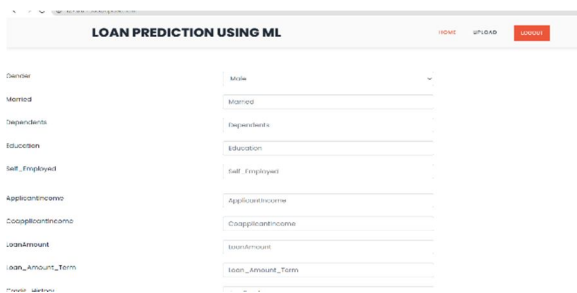 LOAN PREDICTION USING ML HOME UPLOAD LOGOUT
Gender Male
Married Married
Dependents Dependents
Education Education
Self_Employed Self_Employed
ApplicantIncome ApplicantIncome
CoapplicantIncome CoapplicantIncome
LoanAmount LoanAmount
Loan_Amount_Term Loan_Amount_Term
Credit_History